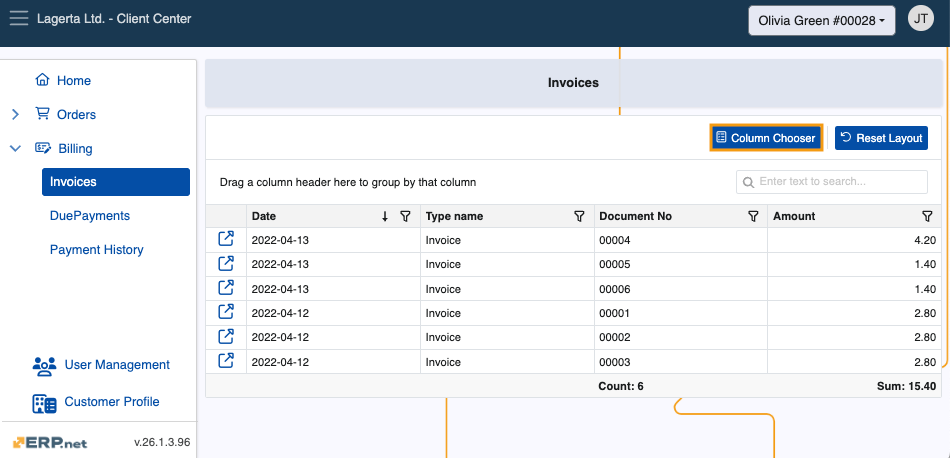 Lagerta Ltd. - Client Center
Olivia Green #00028
JT
Home
Orders
Billing
Invoices
DuePayments
Payment History
User Management
Customer Profile
ERP.net
v.26.1.3.96
Invoices
Column Chooser
Reset Layout
Drag a column header here to group by that column
Enter text to search...
Date Type name Document No Amount
2022-04-13 Invoice 00004 4.20
2022-04-13 Invoice 00005 1.40
2022-04-13 Invoice 00006 1.40
2022-04-12 Invoice 00001 2.80
2022-04-12 Invoice 00002 2.80
2022-04-12 Invoice 00003 2.80
Count: 6 Sum: 15.40